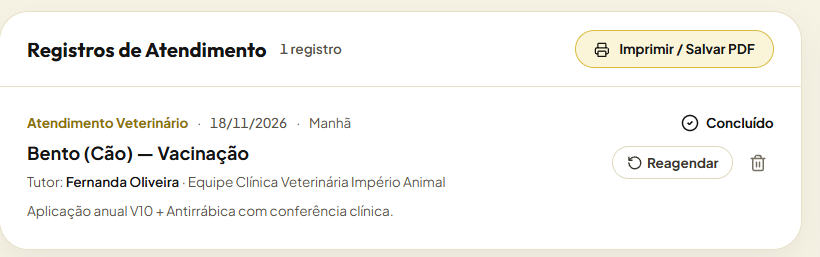 Registros de Atendimento 1 registro Imprimir / Salvar PDF
Atendimento Veterinário · 18/11/2026 · Manhã Concluído
Bento (Cão) — Vacinação
Reagendar
Tutor: Fernanda Oliveira · Equipe Clínica Veterinária Império Animal
Aplicação anual V10 + Antirrábica com conferência clínica.